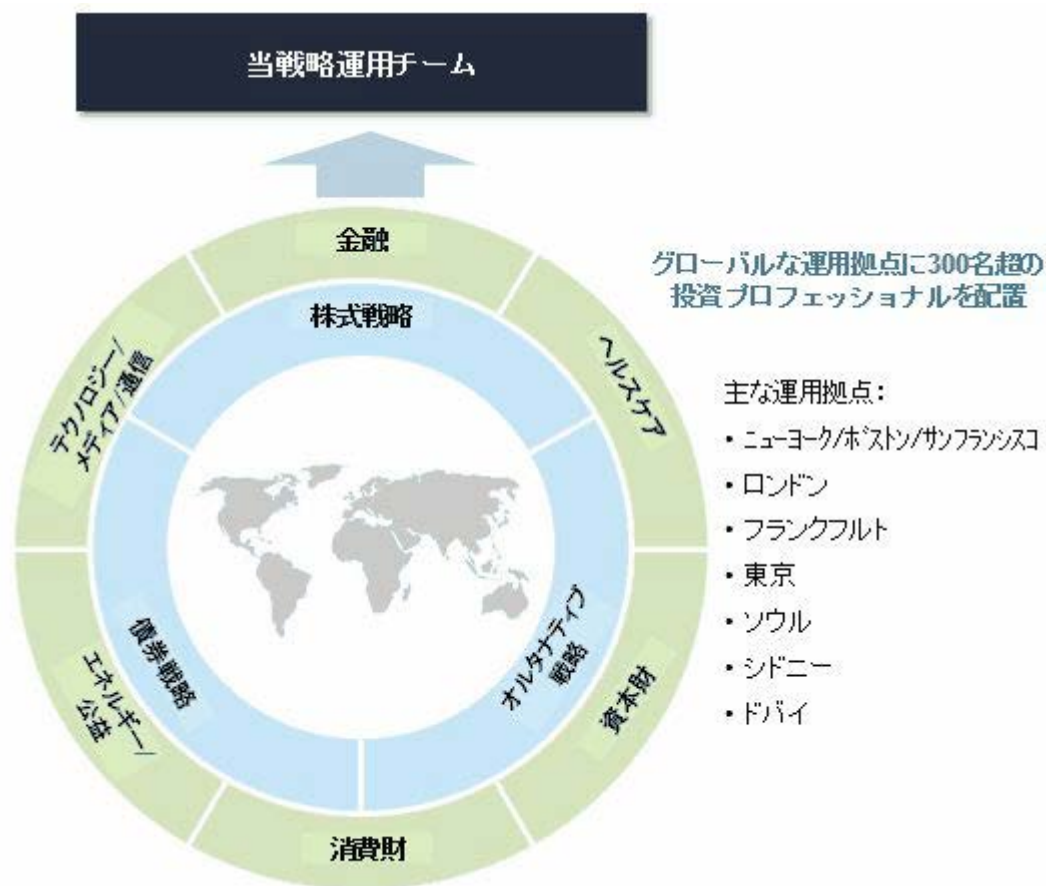 当戦略運用チーム
金融
株式戦略
テクノロジー/
メディア/通信
ヘルスケア
債券戦略
オルタナティブ
戦略
エネルギー/
公益
資本財
消費財
グローバルな運用拠点に300名超の
投資プロフェッショナルを配置
主な運用拠点:
・ニューヨーク/ボストン/サンフランシスコ
・ロンドン
・フランクフルト
・東京
・ソウル
・シドニー
・ドバイ